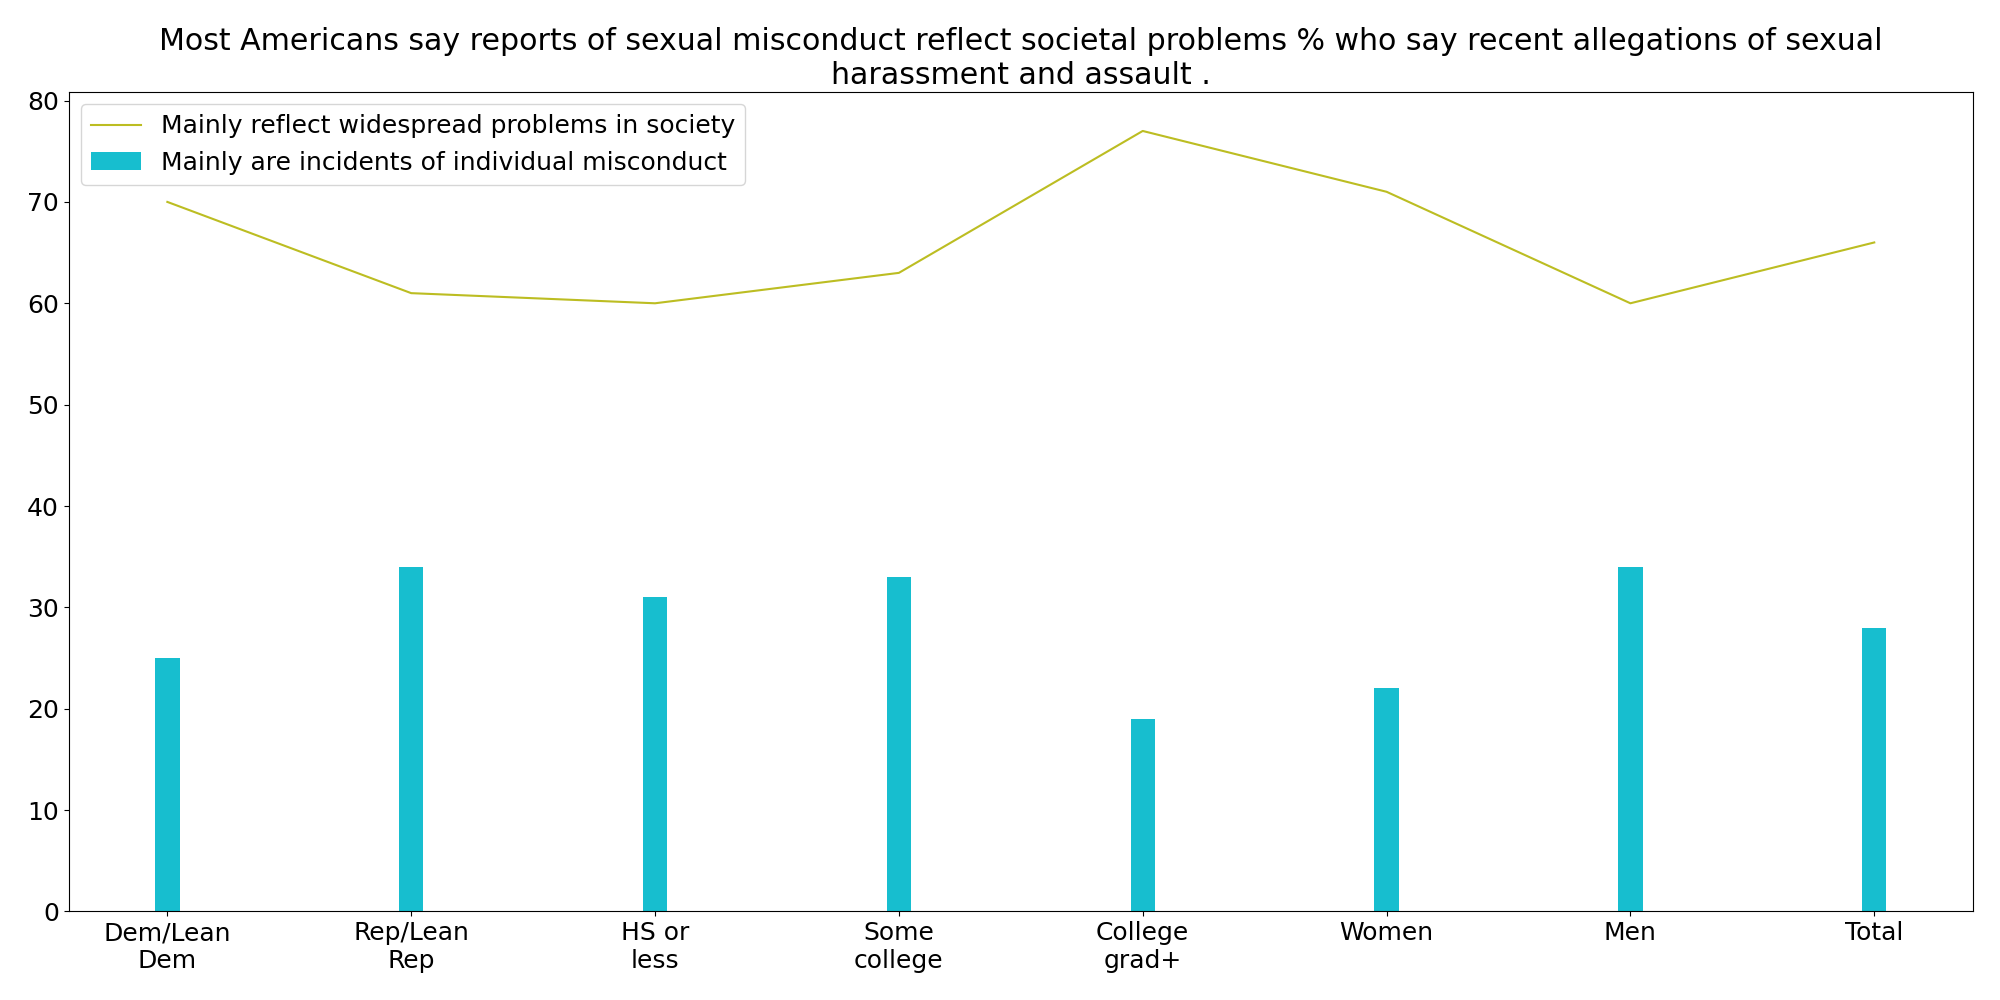 Most Americans say reports of sexual misconduct reflect societal problems % who say recent allegations of sexual
harassment and assault .
Mainly reflect widespread problems in society
Mainly are incidents of individual misconduct
80
70
60
50
40
30
20
10
0
Dem/Lean
Dem
Rep/Lean
Rep
HS or
less
Some
college
College
grad+
Women
Men
Total